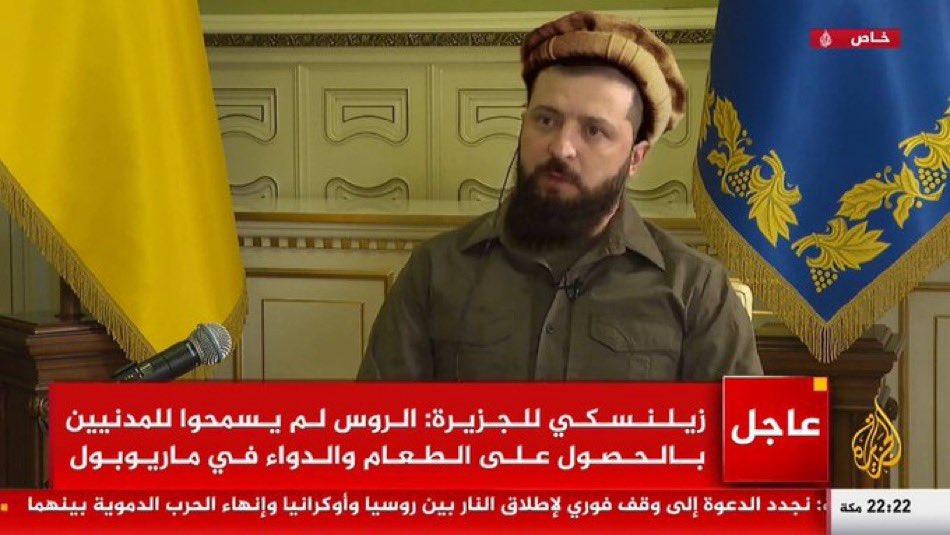 خاص
عاجل
زيلنسكي للجزيرة: الروس لم يسمحوا للمدنيين
بالحصول على الطعام والدواء في ماريوبول
نجدد الدعوة إلى وقف فوري لإطلاق النار بين روسيا وأوكرانيا وإنهاء الحرب الدموية بينهما
22:22 مكة
الجزيرة